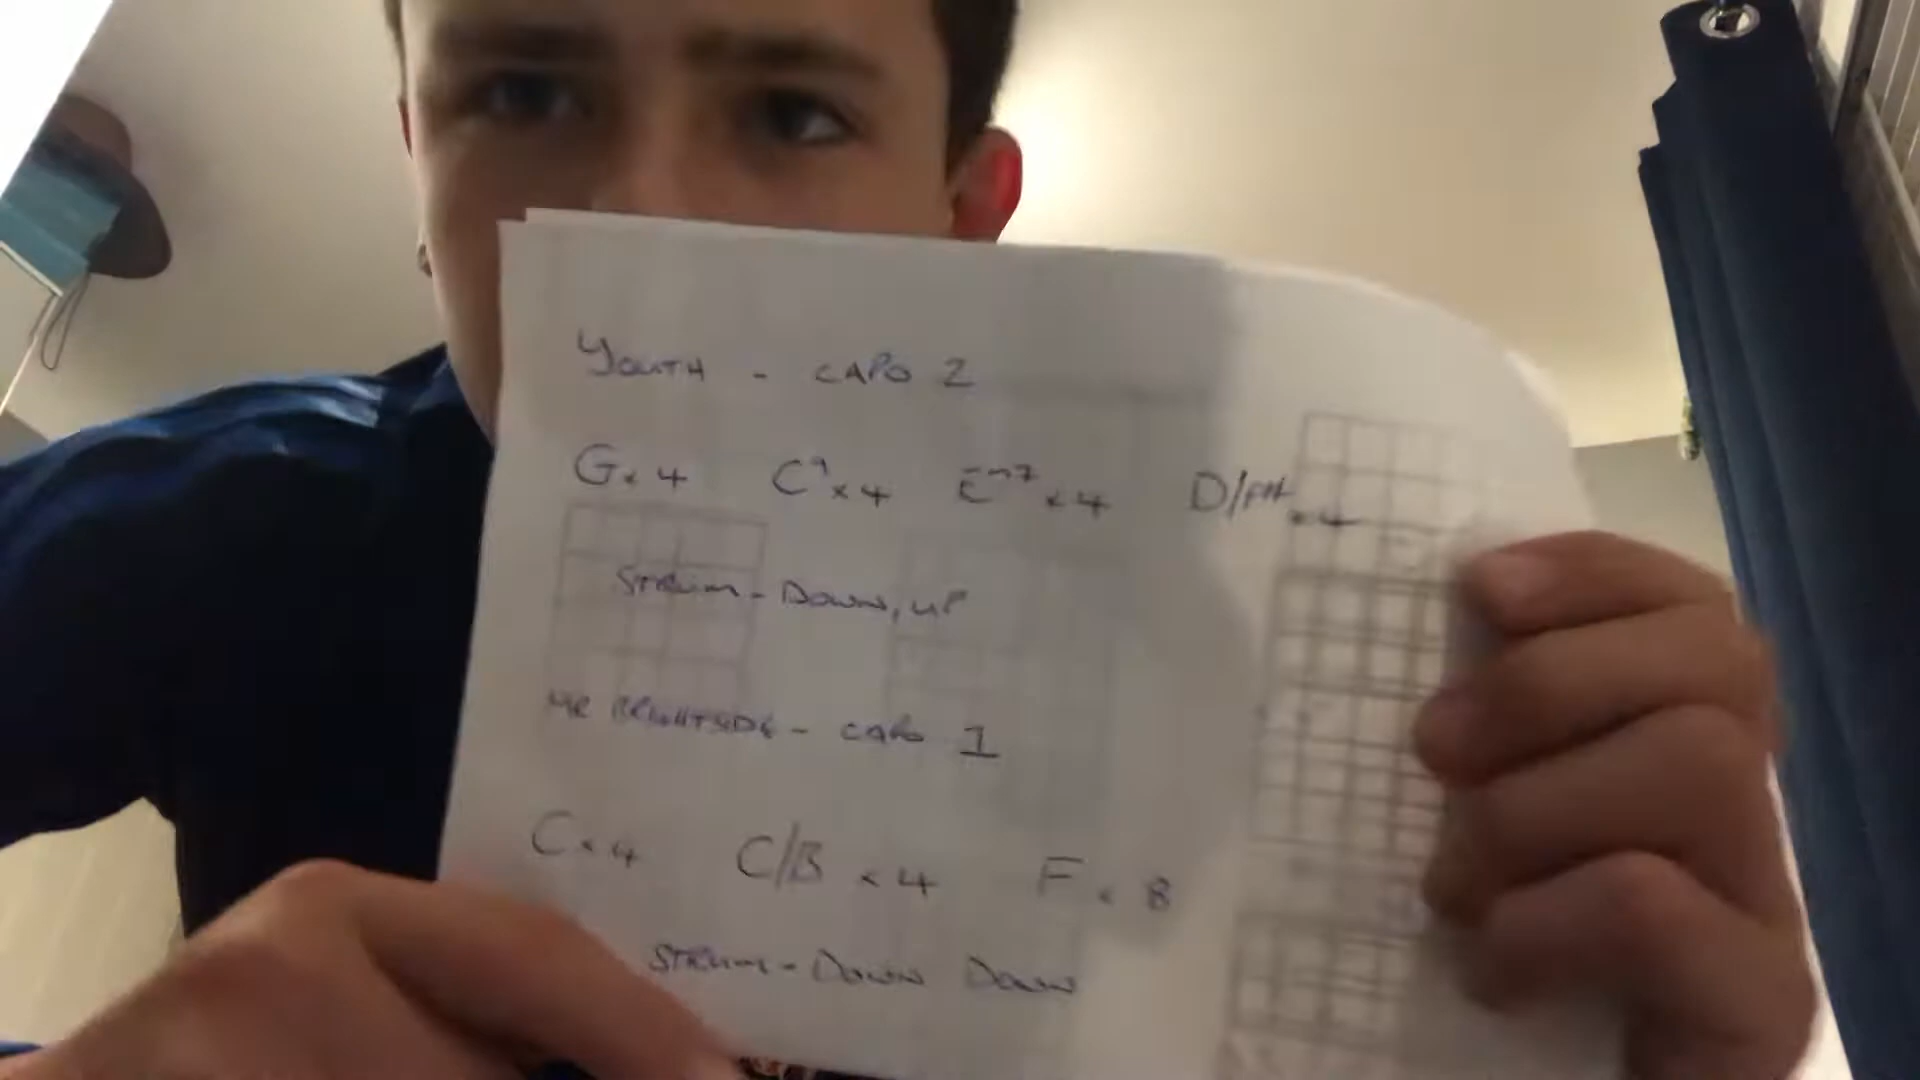 YOUTH - CAPO 2
G x 4 C9 x 4 Em7 x 4 D/F# x 4
STRUM - DOWN, UP
MR BRIGHTSIDE - CAPO 1
C x 4 C/B x 4 F x 8
STRUM - DOWN DOWN